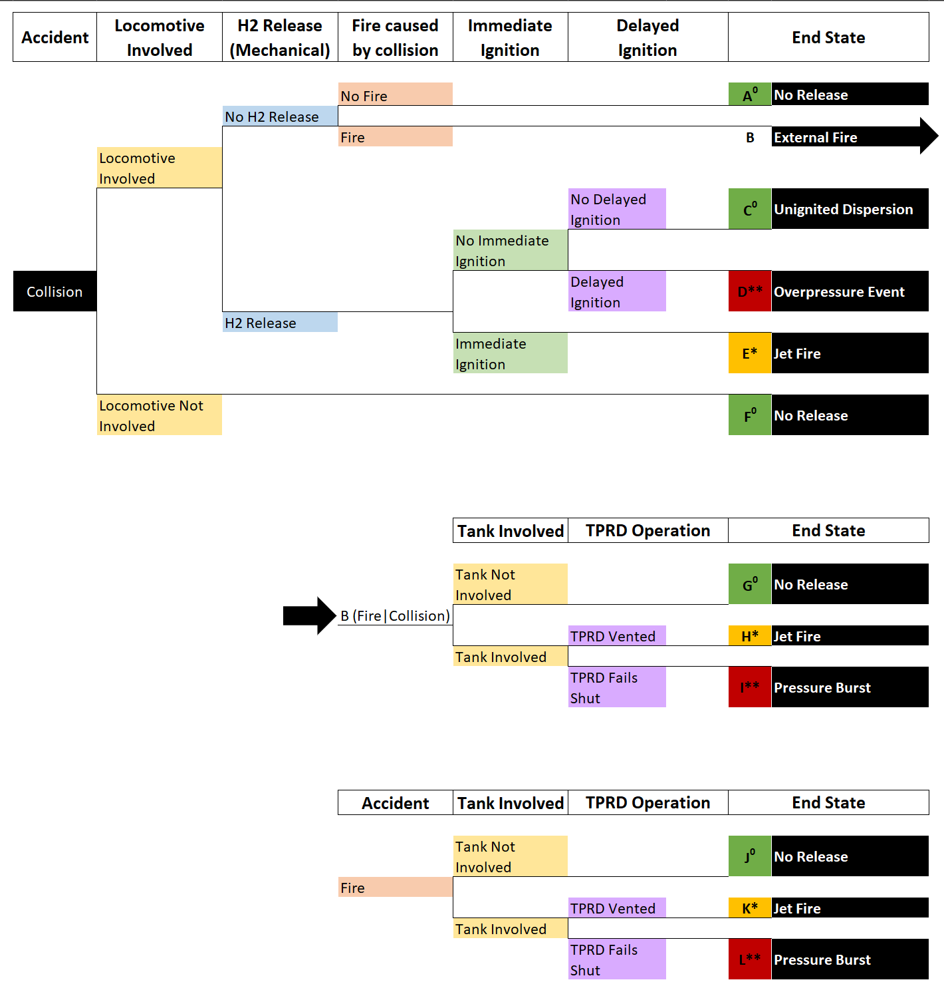 Accident
Locomotive
Involved
H2 Release
(Mechanical)
Fire caused
by collision
Immediate
Ignition
Delayed
Ignition
End State
No Fire
A⁰ No Release
No H2 Release
Fire
B External Fire
Locomotive
Involved
No Delayed
Ignition
C⁰ Unignited Dispersion
No Immediate
Ignition
Collision
Delayed
Ignition
D** Overpressure Event
H2 Release
Immediate
Ignition
E* Jet Fire
Locomotive Not
Involved
F⁰ No Release
Tank Involved TPRD Operation End State
Tank Not
Involved
G⁰ No Release
B (Fire|Collision)
TPRD Vented H* Jet Fire
Tank Involved
TPRD Fails
Shut
I** Pressure Burst
Accident Tank Involved TPRD Operation End State
Tank Not
Involved
J⁰ No Release
Fire
TPRD Vented K* Jet Fire
Tank Involved
TPRD Fails
Shut
L** Pressure Burst